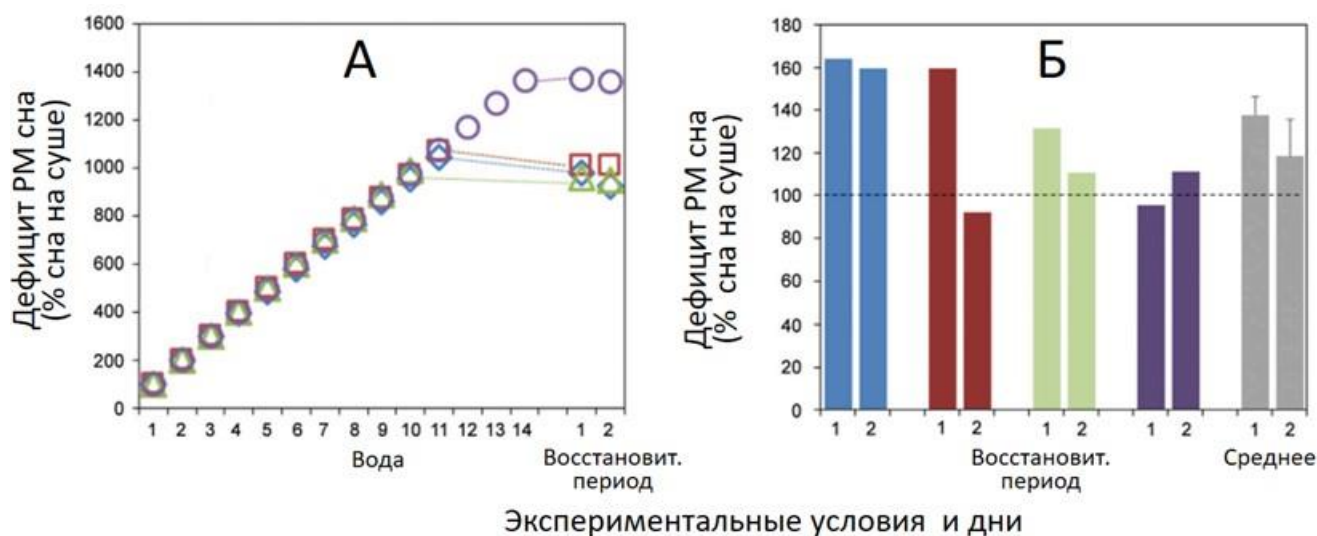 А
Дефицит РМ сна
(% сна на суше)
1600
1400
1200
1000
800
600
400
200
0
1 2 3 4 5 6 7 8 9 10 11 12 13 14 1 2
Вода
Восстановит.
период
Б
Дефицит РМ сна
(% сна на суше)
180
160
140
120
100
80
60
40
20
0
1 2 1 2 1 2 1 2 1 2
Восстановит.
период
Среднее
Экспериментальные условия и дни